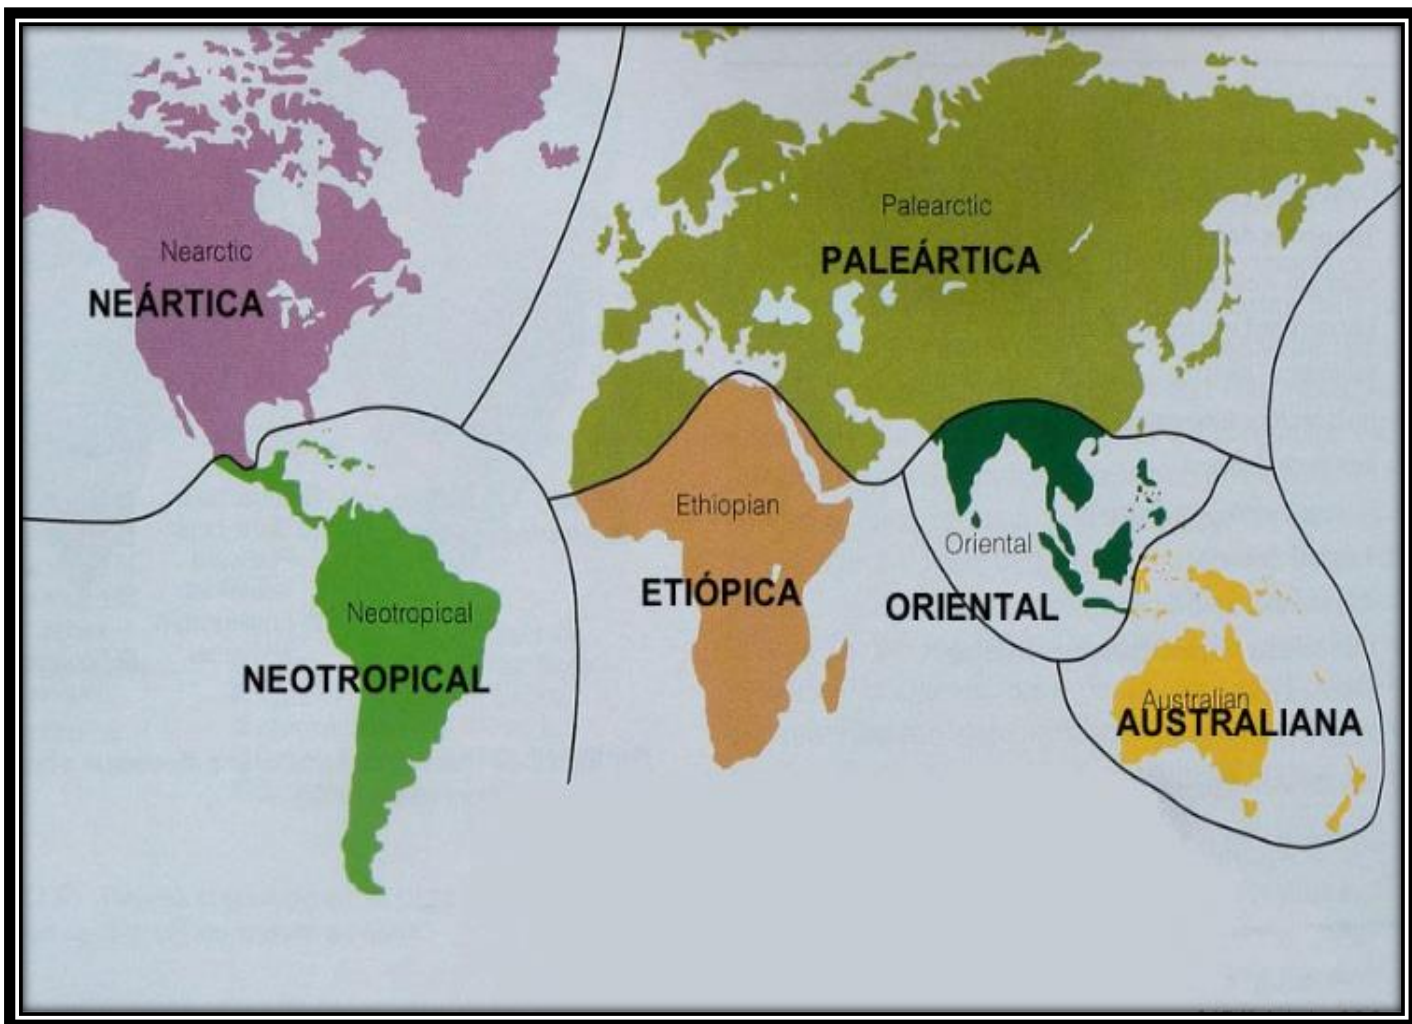 Nearctic
NEÁRTICA
Palearctic
PALEÁRTICA
Ethiopian
ETIÓPICA
Oriental
ORIENTAL
Neotropical
NEOTROPICAL
Australian
AUSTRALIANA